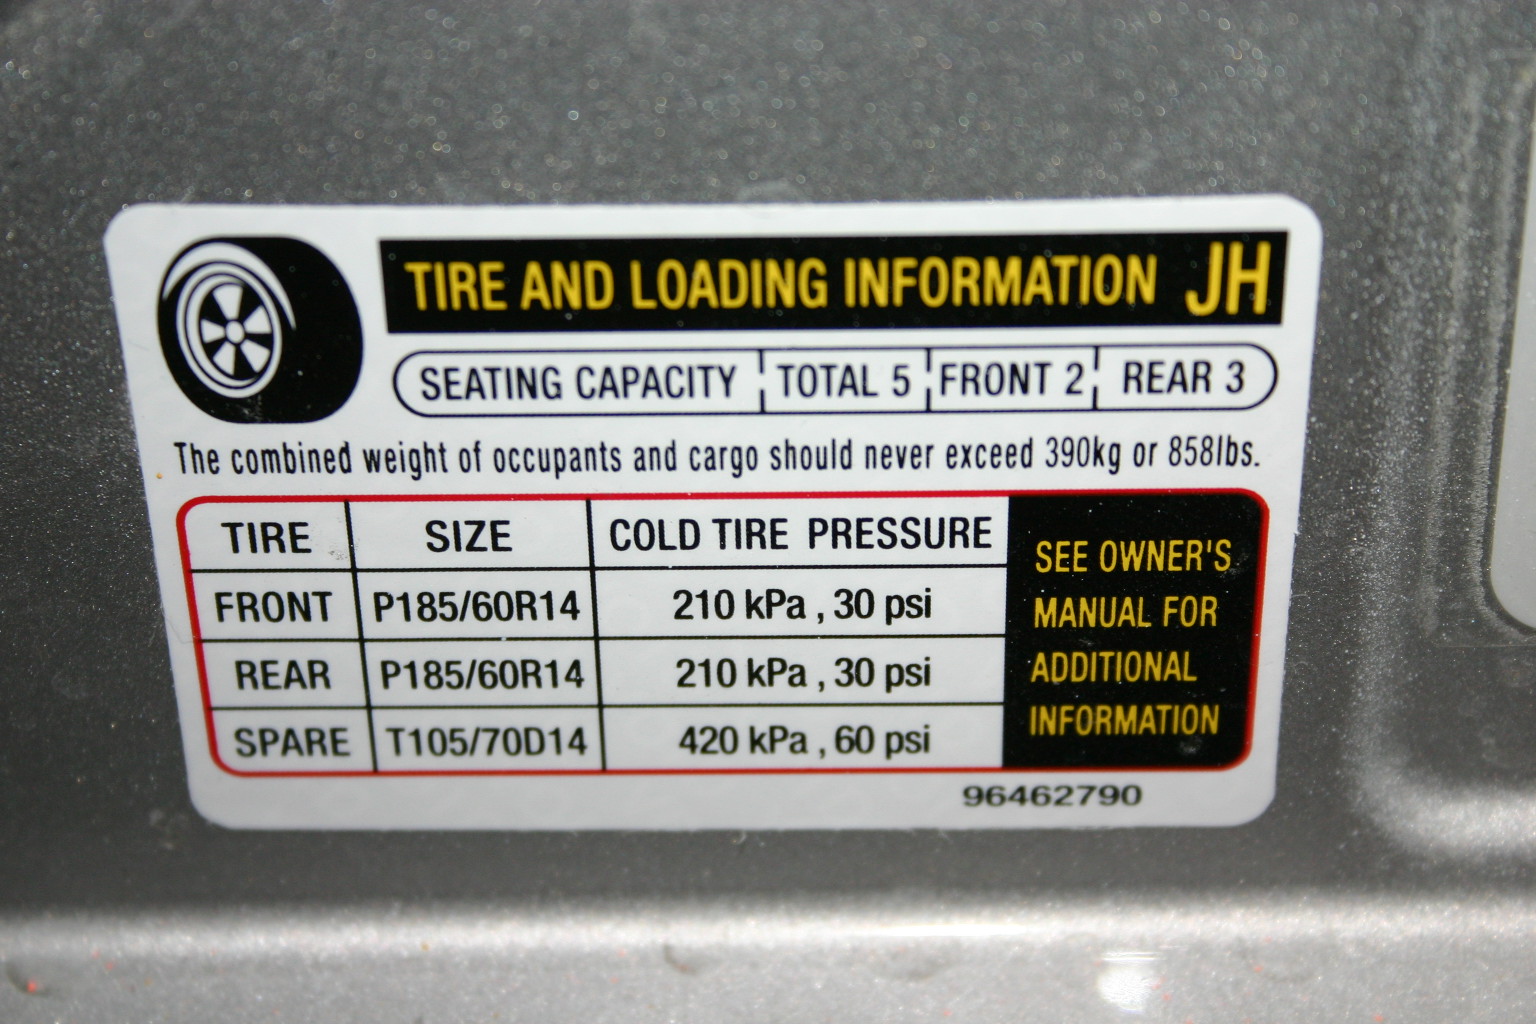 TIRE AND LOADING INFORMATION JH
SEATING CAPACITY TOTAL 5 FRONT 2 REAR 3
The combined weight of occupants and cargo should never exceed 390kg or 858lbs.
TIRE SIZE COLD TIRE PRESSURE
FRONT P185/60R14 210 kPa , 30 psi
REAR P185/60R14 210 kPa , 30 psi
SPARE T105/70D14 420 kPa , 60 psi
SEE OWNER'S
MANUAL FOR
ADDITIONAL
INFORMATION
96462790